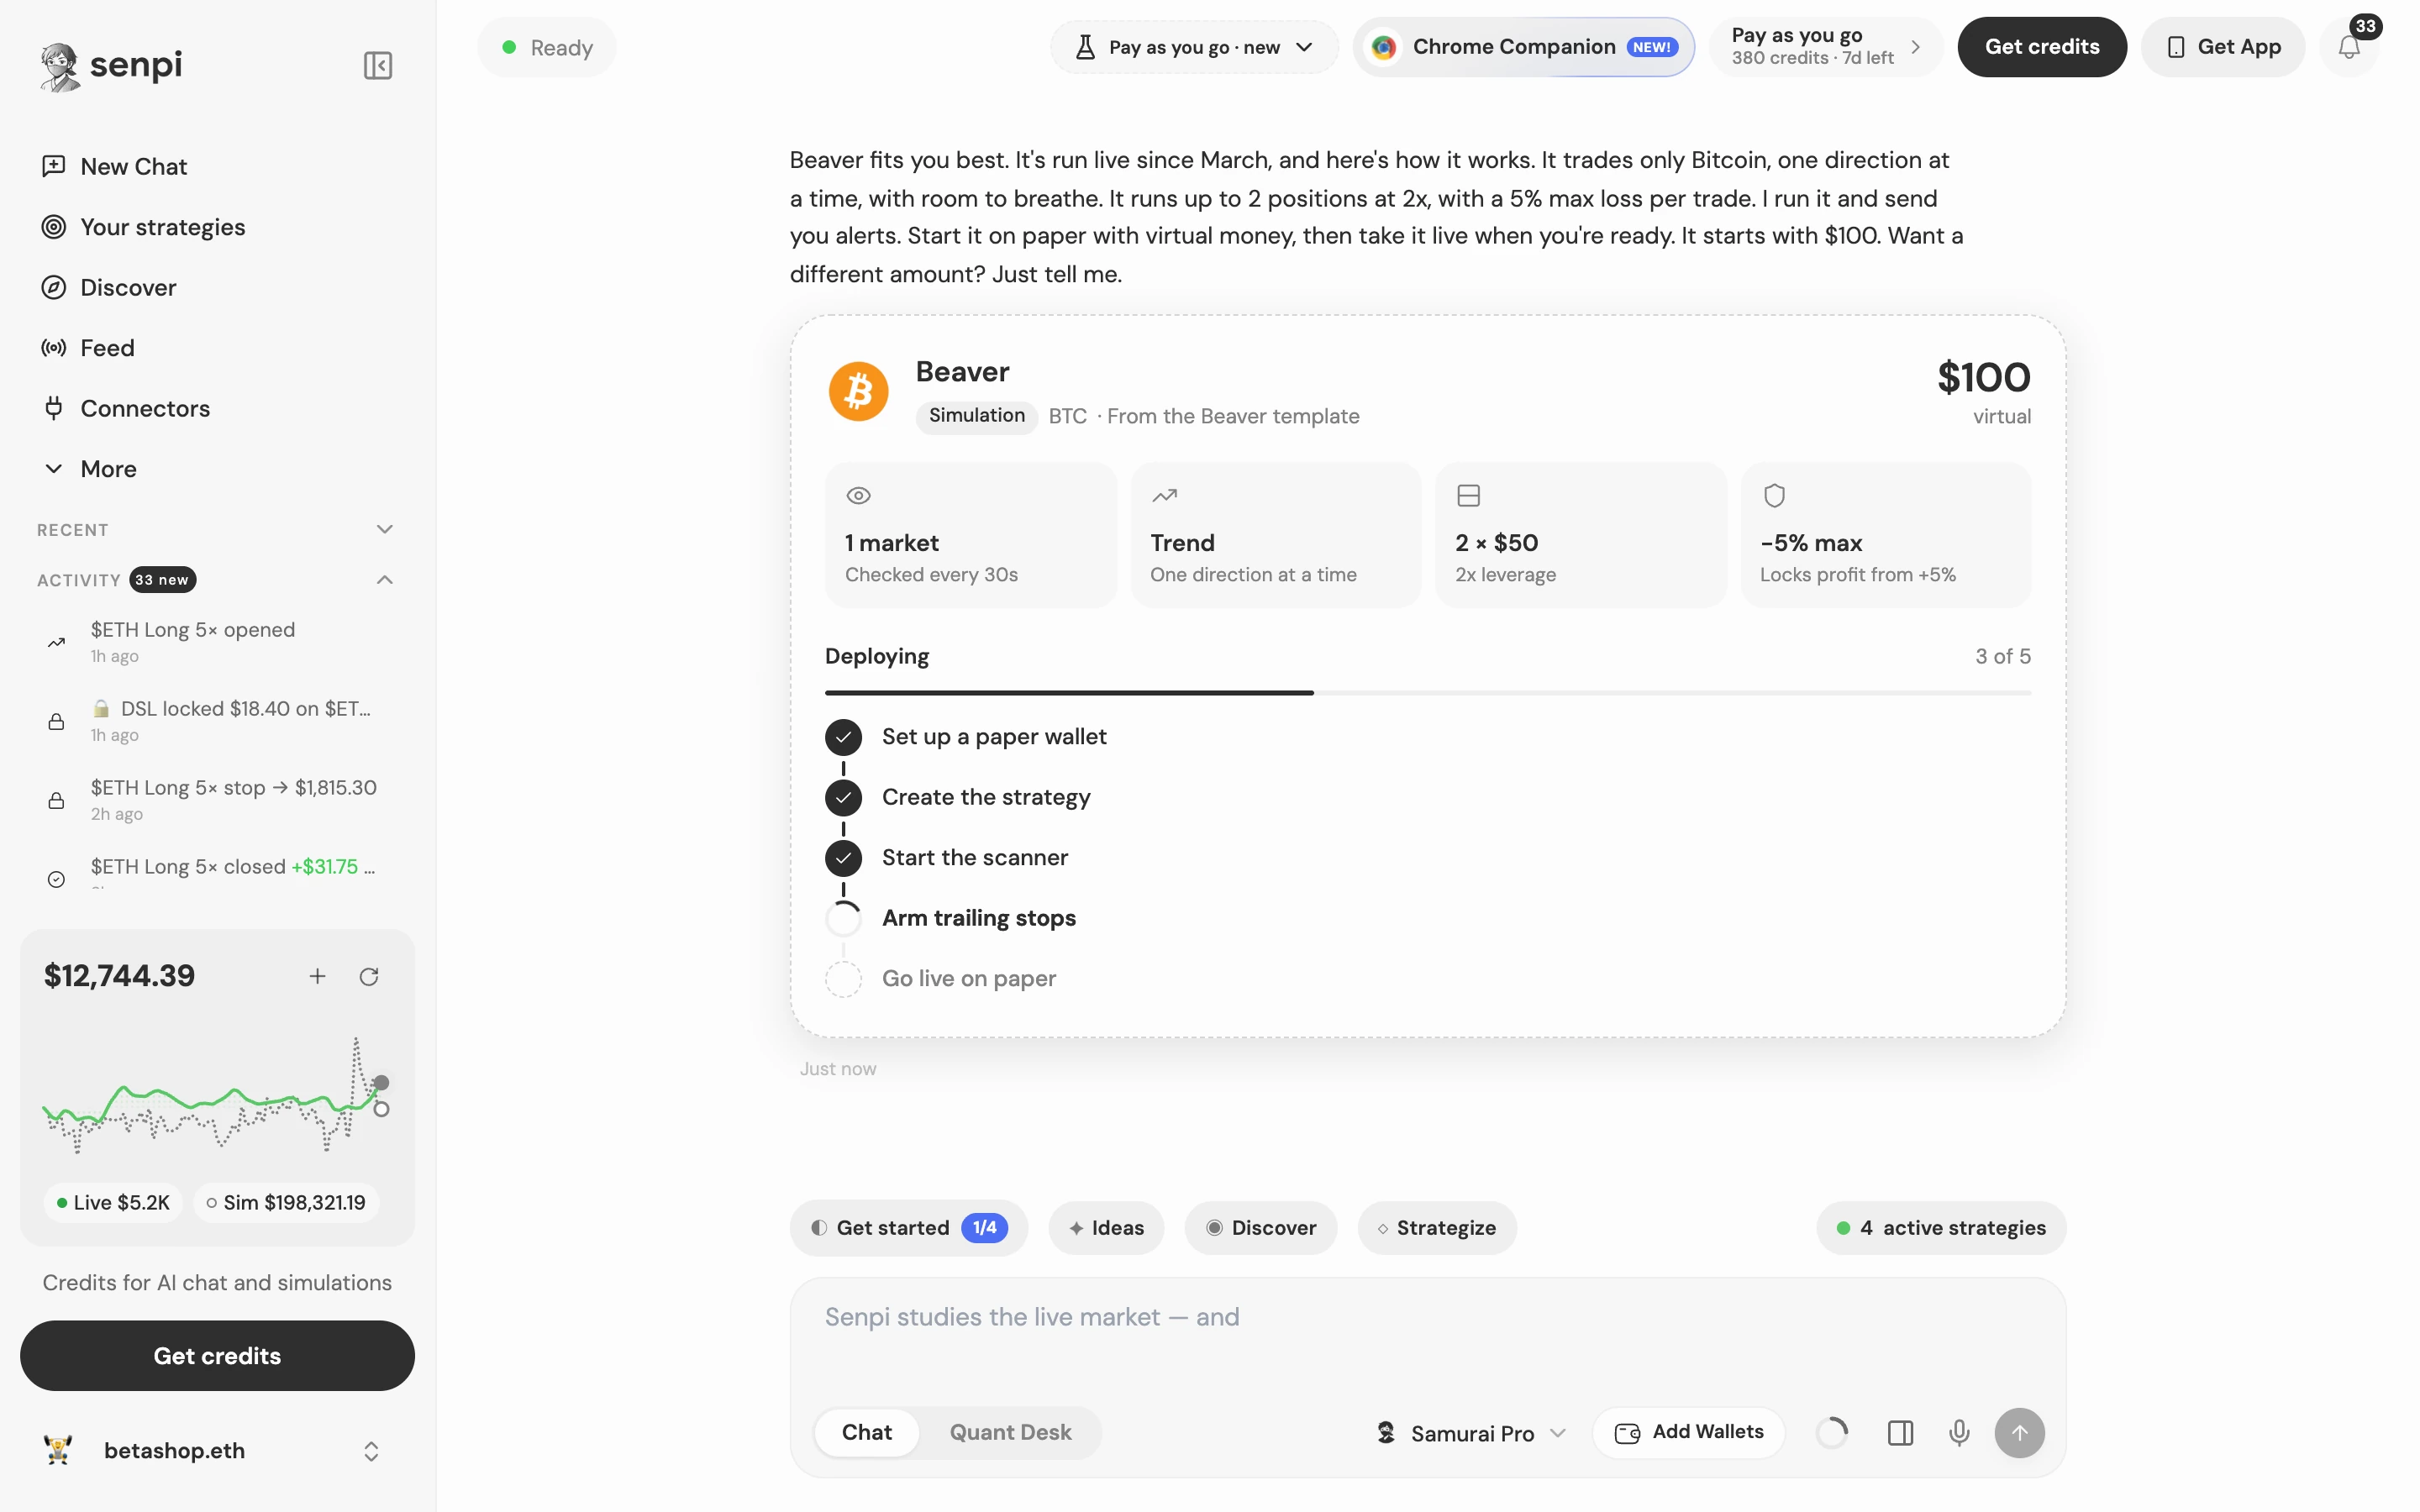 senpi
New Chat
Your strategies
Discover
Feed
Connectors
More
RECENT
ACTIVITY 33 new
$ETH Long 5× opened
1h ago
🔒 DSL locked $18.40 on $ET...
1h ago
$ETH Long 5× stop → $1,815.30
2h ago
$ETH Long 5× closed +$31.75 ...
$12,744.39
Live $5.2K
Sim $198,321.19
Credits for AI chat and simulations
Get credits
betashop.eth
Ready
Pay as you go · new
Chrome Companion NEW!
Pay as you go
380 credits · 7d left
Get credits
Get App
33
Beaver fits you best. It's run live since March, and here's how it works. It trades only Bitcoin, one direction at
a time, with room to breathe. It runs up to 2 positions at 2x, with a 5% max loss per trade. I run it and send
you alerts. Start it on paper with virtual money, then take it live when you're ready. It starts with $100. Want a
different amount? Just tell me.
Beaver
Simulation BTC · From the Beaver template
$100
virtual
1 market
Checked every 30s
Trend
One direction at a time
2 × $50
2x leverage
−5% max
Locks profit from +5%
Deploying
3 of 5
Set up a paper wallet
Create the strategy
Start the scanner
Arm trailing stops
Go live on paper
Just now
Get started 1/4
Ideas
Discover
Strategize
4 active strategies
Senpi studies the live market — and
Chat
Quant Desk
Samurai Pro
Add Wallets